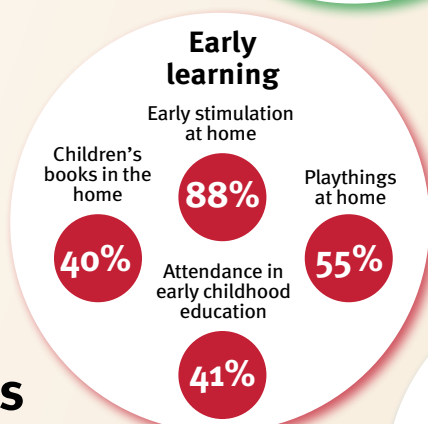 Early
learning
Early stimulation
at home
88%
Children's
books in the
home
40%
Playthings
at home
55%
Attendance in
early childhood
education
41%
s